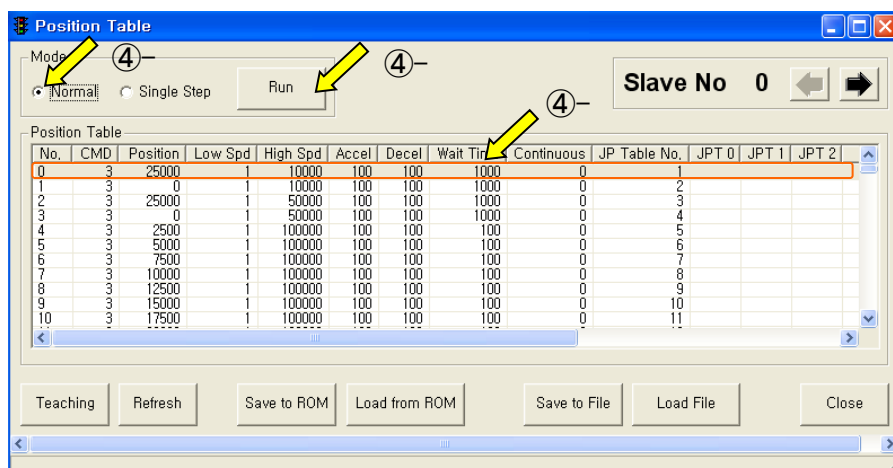 Position Table
Mode
④–
④–
Normal
Single Step
Run
Slave No 0
④–
Position Table
No. CMD Position Low Spd High Spd Accel Decel Wait Time Continuous JP Table No. JPT 0 JPT 1 JPT 2
0 3 25000 1 10000 100 100 1000 0 1
1 3 0 1 10000 100 100 1000 0 2
2 3 25000 1 50000 100 100 1000 0 3
3 3 0 1 50000 100 100 1000 0 4
4 3 2500 1 100000 100 100 100 0 5
5 3 5000 1 100000 100 100 100 0 6
6 3 7500 1 100000 100 100 100 0 7
7 3 10000 1 100000 100 100 100 0 8
8 3 12500 1 100000 100 100 100 0 9
9 3 15000 1 100000 100 100 100 0 10
10 3 17500 1 100000 100 100 100 0 11
Teaching Refresh Save to ROM Load from ROM Save to File Load File Close